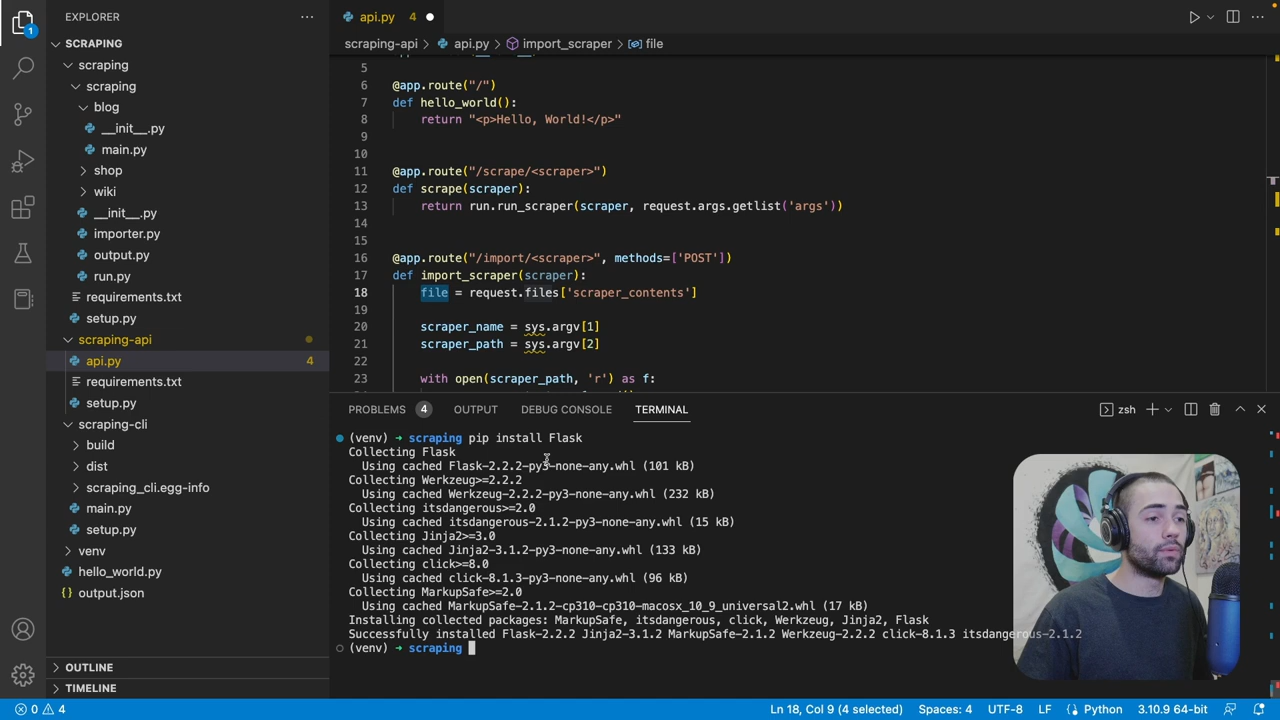 EXPLORER
SCRAPING
scraping
scraping
blog
__init__.py
main.py
shop
wiki
__init__.py
importer.py
output.py
run.py
requirements.txt
setup.py
scraping-api
api.py 4
requirements.txt
setup.py
scraping-cli
build
dist
scraping_cli.egg-info
main.py
setup.py
venv
hello_world.py
output.json
OUTLINE
TIMELINE
1
api.py 4
scraping-api > api.py > import_scraper > file
5
6 @app.route("/")
7 def hello_world():
8 return "<p>Hello, World!</p>"
9
10
11 @app.route("/scrape/<scraper>")
12 def scrape(scraper):
13 return run.run_scraper(scraper, request.args.getlist('args'))
14
15
16 @app.route("/import/<scraper>", methods=['POST'])
17 def import_scraper(scraper):
18 file = request.files['scraper_contents']
19
20 scraper_name = sys.argv[1]
21 scraper_path = sys.argv[2]
22
23 with open(scraper_path, 'r') as f:
PROBLEMS 4 OUTPUT DEBUG CONSOLE TERMINAL zsh
(venv) → scraping pip install Flask
Collecting Flask
Using cached Flask-2.2.2-py3-none-any.whl (101 kB)
Collecting Werkzeug>=2.2.2
Using cached Werkzeug-2.2.2-py3-none-any.whl (232 kB)
Collecting itsdangerous>=2.0
Using cached itsdangerous-2.1.2-py3-none-any.whl (15 kB)
Collecting Jinja2>=3.0
Using cached Jinja2-3.1.2-py3-none-any.whl (133 kB)
Collecting click>=8.0
Using cached click-8.1.3-py3-none-any.whl (96 kB)
Collecting MarkupSafe>=2.0
Using cached MarkupSafe-2.1.2-cp310-cp310-macosx_10_9_universal2.whl (17 kB)
Installing collected packages: MarkupSafe, itsdangerous, click, Werkzeug, Jinja2, Flask
Successfully installed Flask-2.2.2 Jinja2-3.1.2 MarkupSafe-2.1.2 Werkzeug-2.2.2 click-8.1.3 itsdangerous-2.1.2
(venv) → scraping
0 4 Ln 18, Col 9 (4 selected) Spaces: 4 UTF-8 LF Python 3.10.9 64-bit